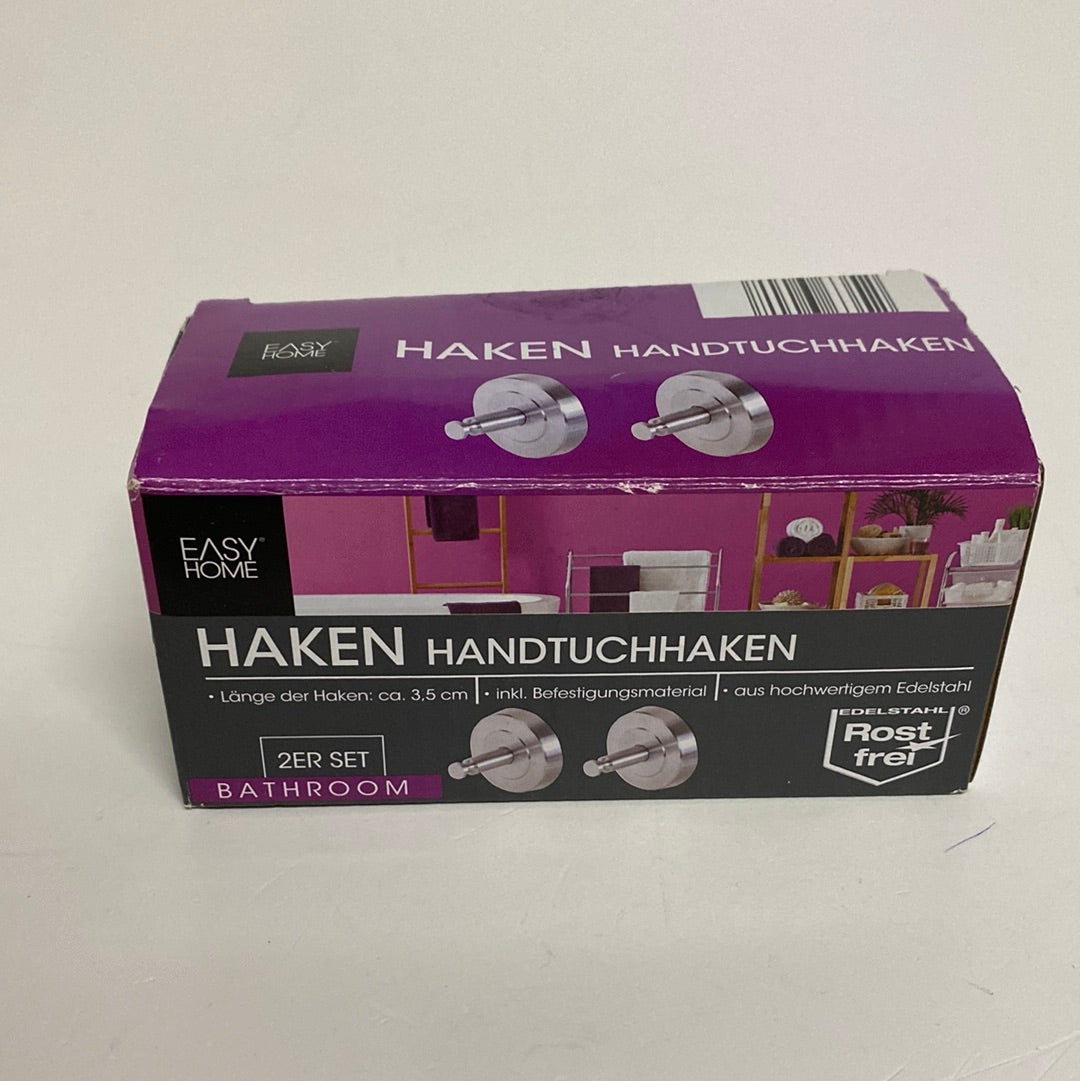 EASY
HOME
HAKEN HANDTUCHHAKEN
EASY®
HOME
HAKEN HANDTUCHHAKEN
• Länge der Haken: ca. 3,5 cm • inkl. Befestigungsmaterial • aus hochwertigem Edelstahl
EDELSTAHL ®
Rost
frei
2ER SET
BATHROOM